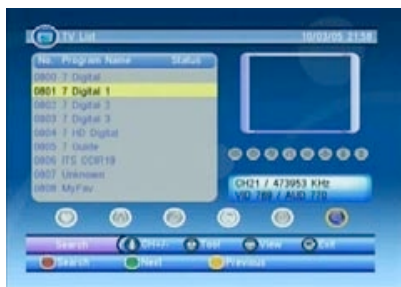 TV List 10/03/05 21:58
No. Program Name Status
0800 7 Digital
0801 7 Digital 1
0802 7 Digital 2
0803 7 Digital 3
0804 7 HD Digital
0805 7 Guide
0806 ITS CCIR18
0807 Unknown
0808 MyFav
CH21 / 473953 KHz
VID 769 / AUD 770
Search CH+/- Tool View Exit
Search Next Previous